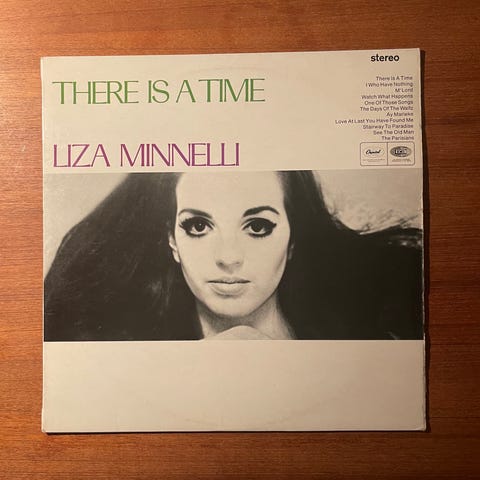 stereo
THERE IS A TIME
LIZA MINNELLI
There Is A Time
I Who Have Nothing
M' Lord
Watch What Happens
One Of Those Songs
The Days Of The Waltz
Ay Marieke
Love At Last You Have Found Me
Stairway To Paradise
See The Old Man
The Parisians
Capitol
EMI